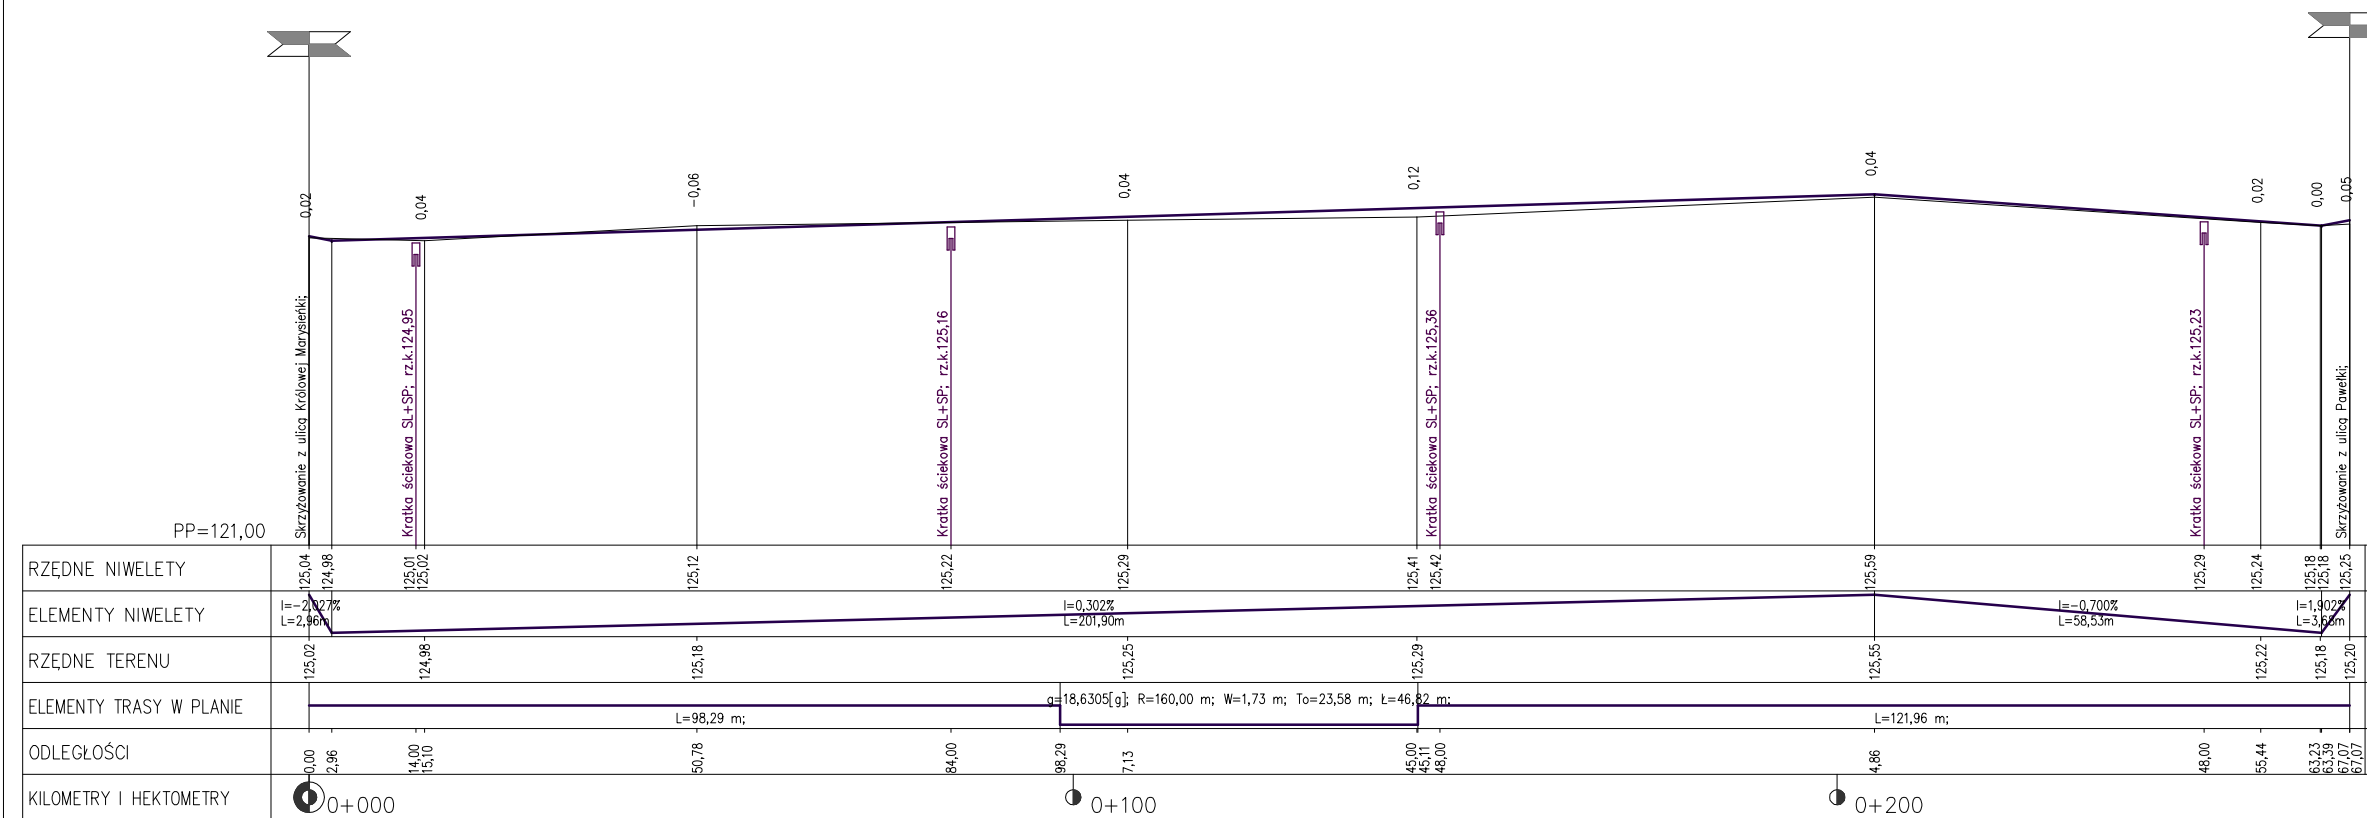 0,02
0,04
-0,06
0,04
0,12
0,04
0,02
0,00
0,05
Skrzyżowanie z ulicą Królowej Marysieńki;
Kratka ściekowa SL+SP; rz.k.124,95
Kratka ściekowa SL+SP; rz.k.125,16
Kratka ściekowa SL+SP; rz.k.125,36
Kratka ściekowa SL+SP; rz.k.125,23
Skrzyżowanie z ulicą Pawełki;
PP=121,00
RZĘDNE NIWELETY
125,04
124,98
125,01
125,02
125,12
125,22
125,29
125,41
125,42
125,59
125,29
125,24
125,18
125,18
125,25
ELEMENTY NIWELETY
I=-2,027%
L=2,96m
I=0,302%
L=201,90m
I=-0,700%
L=58,53m
I=1,902%
L=3,68m
RZĘDNE TERENU
125,02
124,98
125,18
125,25
125,29
125,55
125,22
125,18
125,20
ELEMENTY TRASY W PLANIE
L=98,29 m;
g=18,6305[g]; R=160,00 m; W=1,73 m; To=23,58 m; Ł=46,82 m;
L=121,96 m;
ODLEGŁOŚCI
0,00
2,96
14,00
15,10
50,78
84,00
98,29
7,13
45,00
45,11
48,00
4,86
48,00
55,44
63,23
63,39
67,07
67,07
KILOMETRY I HEKTOMETRY
0+000
0+100
0+200